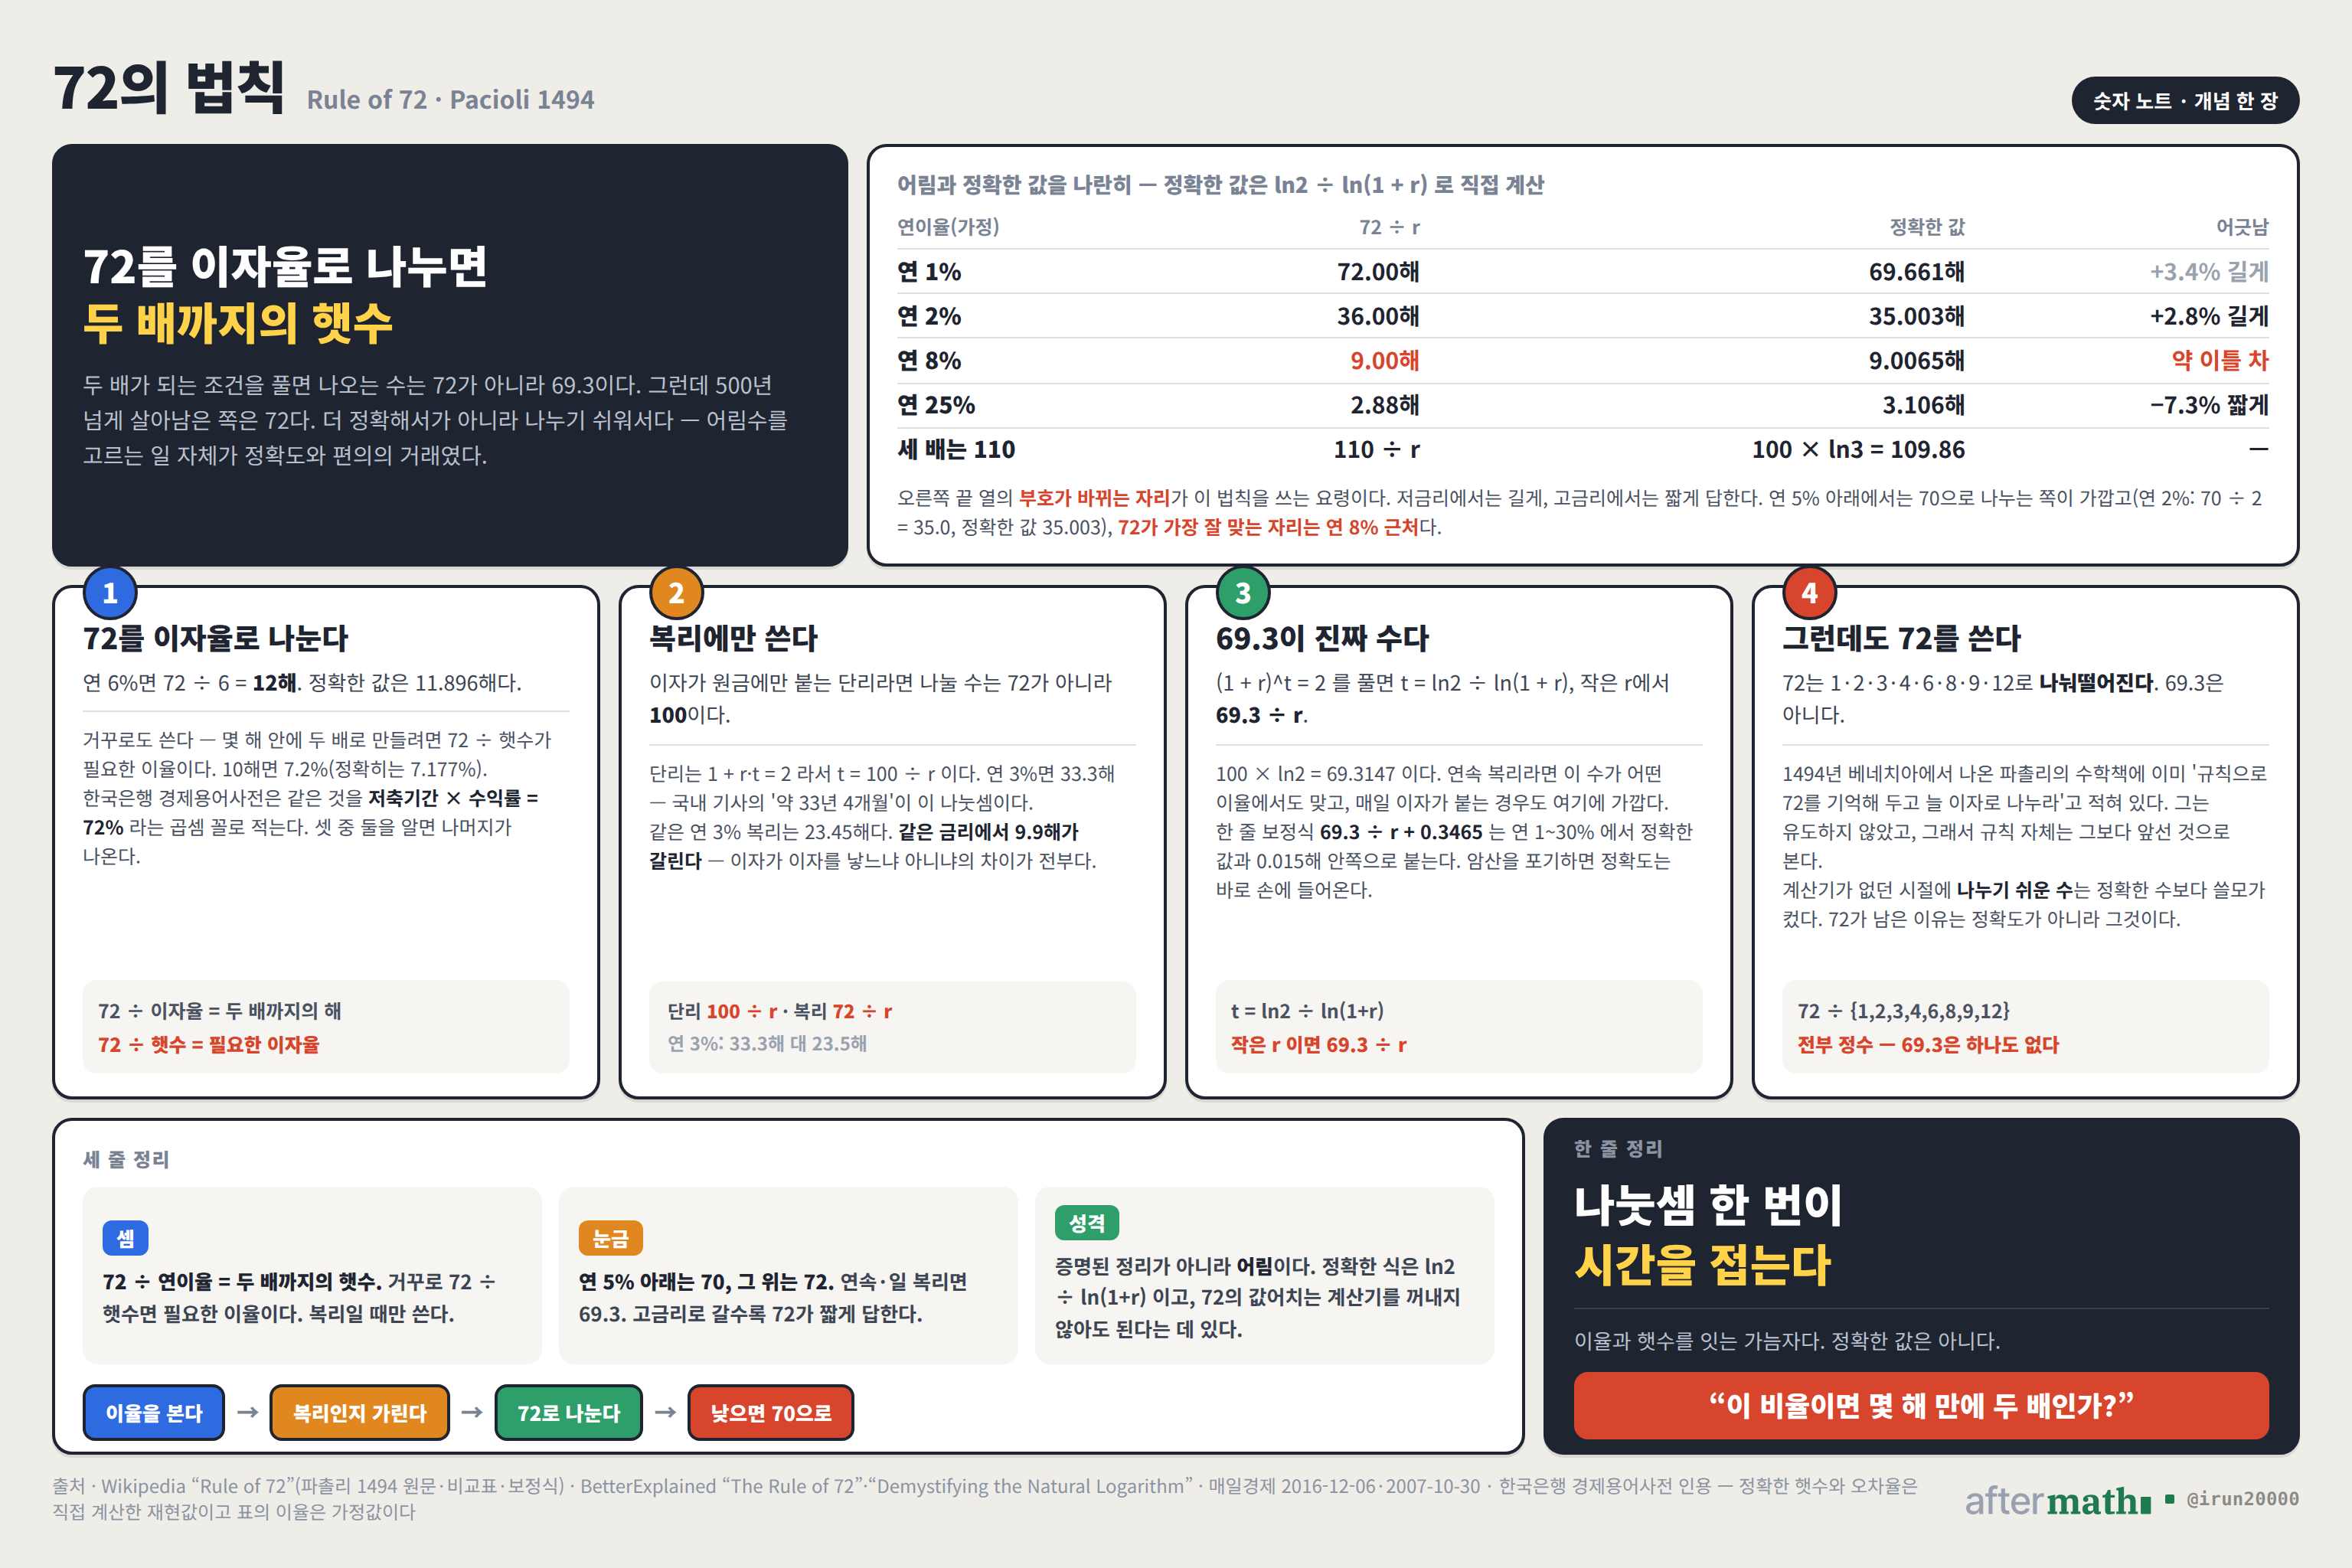 72의 법칙 Rule of 72 · Pacioli 1494
숫자 노트 · 개념 한 장
72를 이자율로 나누면
두 배까지의 햇수
두 배가 되는 조건을 풀면 나오는 수는 72가 아니라 69.3이다. 그런데 500년
넘게 살아남은 쪽은 72다. 더 정확해서가 아니라 나누기 쉬워서다 — 어림수를
고르는 일 자체가 정확도와 편의의 거래였다.
어림과 정확한 값을 나란히 — 정확한 값은 ln2 ÷ ln(1 + r) 로 직접 계산
연이율(가정) 72 ÷ r 정확한 값 어긋남
연 1% 72.00해 69.661해 +3.4% 길게
연 2% 36.00해 35.003해 +2.8% 길게
연 8% 9.00해 9.0065해 약 이틀 차
연 25% 2.88해 3.106해 −7.3% 짧게
세 배는 110 110 ÷ r 100 × ln3 = 109.86 —
오른쪽 끝 열의 부호가 바뀌는 자리가 이 법칙을 쓰는 요령이다. 저금리에서는 길게, 고금리에서는 짧게 답한다. 연 5% 아래에서는 70으로 나누는 쪽이 가깝고(연 2%: 70 ÷ 2
= 35.0, 정확한 값 35.003), 72가 가장 잘 맞는 자리는 연 8% 근처다.
1
72를 이자율로 나눈다
연 6%면 72 ÷ 6 = 12해. 정확한 값은 11.896해다.
거꾸로도 쓴다 — 몇 해 안에 두 배로 만들려면 72 ÷ 햇수가
필요한 이율이다. 10해면 7.2%(정확히는 7.177%).
한국은행 경제용어사전은 같은 것을 저축기간 × 수익률 =
72% 라는 곱셈 꼴로 적는다. 셋 중 둘을 알면 나머지가
나온다.
72 ÷ 이자율 = 두 배까지의 해
72 ÷ 햇수 = 필요한 이자율
2
복리에만 쓴다
이자가 원금에만 붙는 단리라면 나눌 수는 72가 아니라
100이다.
단리는 1 + r·t = 2 라서 t = 100 ÷ r 이다. 연 3%면 33.3해
— 국내 기사의 '약 33년 4개월'이 이 나눗셈이다.
같은 연 3% 복리는 23.45해다. 같은 금리에서 9.9해가
갈린다 — 이자가 이자를 낳느냐 아니냐의 차이가 전부다.
단리 100 ÷ r · 복리 72 ÷ r
연 3%: 33.3해 대 23.5해
3
69.3이 진짜 수다
(1 + r)^t = 2 를 풀면 t = ln2 ÷ ln(1 + r), 작은 r에서
69.3 ÷ r.
100 × ln2 = 69.3147 이다. 연속 복리라면 이 수가 어떤
이율에서도 맞고, 매일 이자가 붙는 경우도 여기에 가깝다.
한 줄 보정식 69.3 ÷ r + 0.3465 는 연 1~30% 에서 정확한
값과 0.015해 안쪽으로 붙는다. 암산을 포기하면 정확도는
바로 손에 들어온다.
t = ln2 ÷ ln(1+r)
작은 r 이면 69.3 ÷ r
4
그런데도 72를 쓴다
72는 1·2·3·4·6·8·9·12로 나눠떨어진다. 69.3은
아니다.
1494년 베네치아에서 나온 파촐리의 수학책에 이미 '규칙으로
72를 기억해 두고 늘 이자로 나누라'고 적혀 있다. 그는
유도하지 않았고, 그래서 규칙 자체는 그보다 앞선 것으로
본다.
계산기가 없던 시절에 나누기 쉬운 수는 정확한 수보다 쓸모가
컸다. 72가 남은 이유는 정확도가 아니라 그것이다.
72 ÷ {1,2,3,4,6,8,9,12}
전부 정수 — 69.3은 하나도 없다
세 줄 정리
셈
72 ÷ 연이율 = 두 배까지의 햇수. 거꾸로 72 ÷
햇수면 필요한 이율이다. 복리일 때만 쓴다.
눈금
연 5% 아래는 70, 그 위는 72. 연속·일 복리면
69.3. 고금리로 갈수록 72가 짧게 답한다.
성격
증명된 정리가 아니라 어림이다. 정확한 식은 ln2
÷ ln(1+r) 이고, 72의 값어치는 계산기를 꺼내지
않아도 된다는 데 있다.
이율을 본다 → 복리인지 가린다 → 72로 나눈다 → 낮으면 70으로
한 줄 정리
나눗셈 한 번이
시간을 접는다
이율과 햇수를 잇는 가늠자다. 정확한 값은 아니다.
“이 비율이면 몇 해 만에 두 배인가?”
출처 · Wikipedia “Rule of 72”(파촐리 1494 원문·비교표·보정식) · BetterExplained “The Rule of 72”·“Demystifying the Natural Logarithm” · 매일경제 2016-12-06·2007-10-30 · 한국은행 경제용어사전 인용 — 정확한 햇수와 오차율은
직접 계산한 재현값이고 표의 이율은 가정값이다
aftermath @irun20000